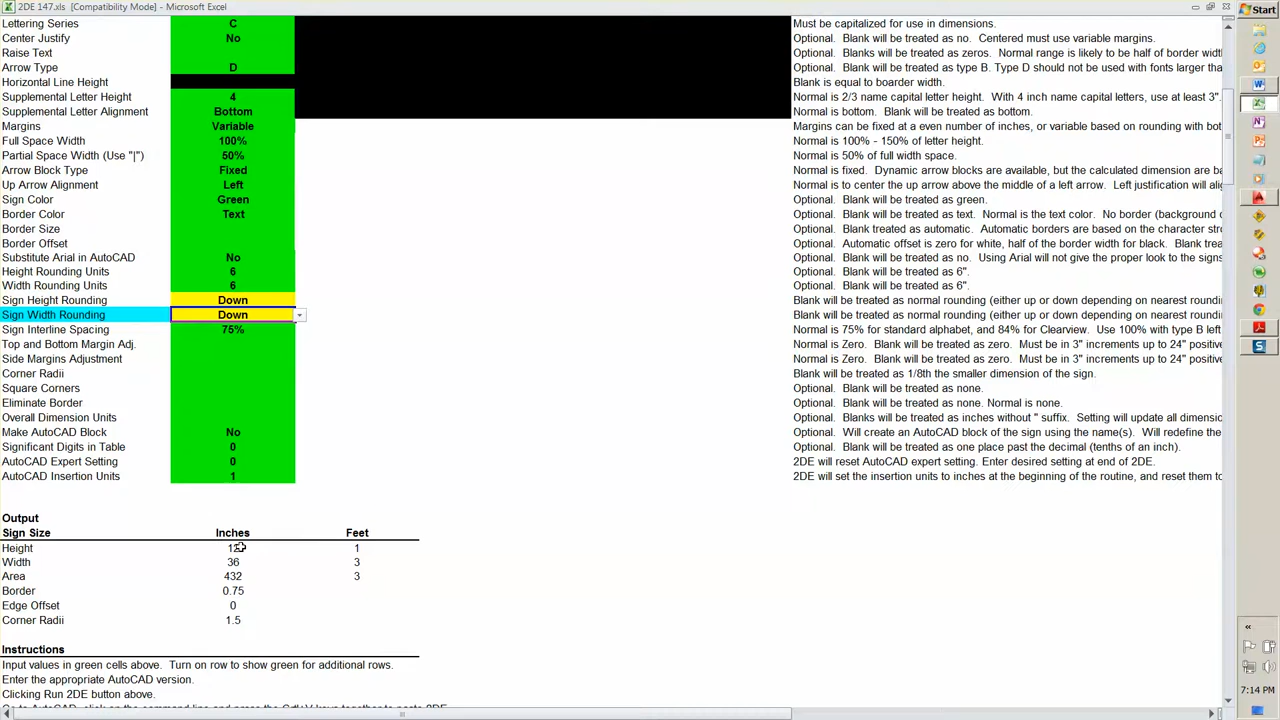 2DE 147.xls  [Compatibility Mode] - Microsoft Excel
Start
Lettering Series C Must be capitalized for use in dimensions.
Center Justify No Optional.  Blank will be treated as no.  Centered must use variable margins.
Raise Text Optional.  Blanks will be treated as zeros.  Normal range is likely to be half of border widt
Arrow Type D Optional.  Blank will be treated as type B.  Type D should not be used with fonts larger tha
Horizontal Line Height Blank is equal to boarder width.
Supplemental Letter Height 4 Normal is 2/3 name capital letter height.  With 4 inch name capital letters, use at least 3".
Supplemental Letter Alignment Bottom Normal is bottom.  Blank will be treated as bottom.
Margins Variable Margins can be fixed at a even number of inches, or variable based on rounding with bot
Full Space Width 100% Normal is 100% - 150% of letter height.
Partial Space Width (Use "|") 50% Normal is 50% of full width space.
Arrow Block Type Fixed Normal is fixed.  Dynamic arrow blocks are available, but the calculated dimension are ba
Up Arrow Alignment Left Normal is to center the up arrow above the middle of a left arrow.  Left justification will alig
Sign Color Green Optional.  Blank will be treated as green.
Border Color Text Optional.  Blank will be treated as text.  Normal is the text color.  No border (background c
Border Size Optional.  Blank treated as automatic.  Automatic borders are based on the character str
Border Offset Optional.  Automatic offset is zero for white, half of the border width for black.  Blank trea
Substitute Arial in AutoCAD No Optional.  Blank will be treated as no.  Using Arial will not give the proper look to the signs
Height Rounding Units 6 Optional.  Blank will be treated as 6".
Width Rounding Units 6 Optional.  Blank will be treated as 6".
Sign Height Rounding Down Blank will be treated as normal rounding (either up or down depending on nearest roundi
Sign Width Rounding Down Blank will be treated as normal rounding (either up or down depending on nearest roundi
Sign Interline Spacing 75% Normal is 75% for standard alphabet, and 84% for Clearview.  Use 100% with type B left
Top and Bottom Margin Adj. Normal is Zero.  Blank will be treated as zero.  Must be in 3" increments up to 24" positive
Side Margins Adjustment Normal is Zero.  Blank will be treated as zero.  Must be in 3" increments up to 24" positive
Corner Radii Blank will be treated as 1/8th the smaller dimension of the sign.
Square Corners Optional.  Blank will be treated as none.
Eliminate Border Optional.  Blank will be treated as none. Normal is none.
Overall Dimension Units Optional.  Blanks will be treated as inches without " suffix.  Setting will update all dimensio
Make AutoCAD Block No Optional.  Will create an AutoCAD block of the sign using the name(s).  Will redefine the
Significant Digits in Table 0 Optional.  Blank will be treated as one place past the decimal (tenths of an inch).
AutoCAD Expert Setting 0 2DE will reset AutoCAD expert setting. Enter desired setting at end of 2DE.
AutoCAD Insertion Units 1 2DE will set the insertion units to inches at the beginning of the routine, and reset them to
Output
Sign Size Inches Feet
Height 1
Width 36 3
Area 432 3
Border 0.75
Edge Offset 0
Corner Radii 1.5
Instructions
Input values in green cells above.  Turn on row to show green for additional rows.
Enter the appropriate AutoCAD version.
Clicking Run 2DE button above.
7:14 PM